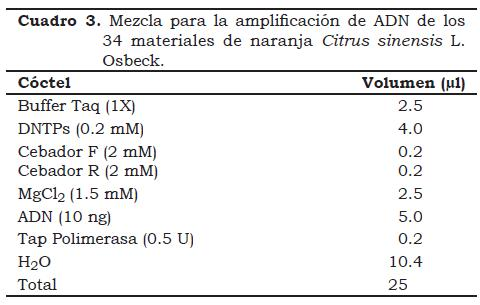 Cuadro 3. Mezcla para la amplificación de ADN de los
34 materiales de naranja Citrus sinensis L.
Osbeck.
Cóctel Volumen (µl)
Buffer Taq (1X) 2.5
DNTPs (0.2 mM) 4.0
Cebador F (2 mM) 0.2
Cebador R (2 mM) 0.2
MgCl₂ (1.5 mM) 2.5
ADN (10 ng) 5.0
Tap Polimerasa (0.5 U) 0.2
H₂O 10.4
Total 25